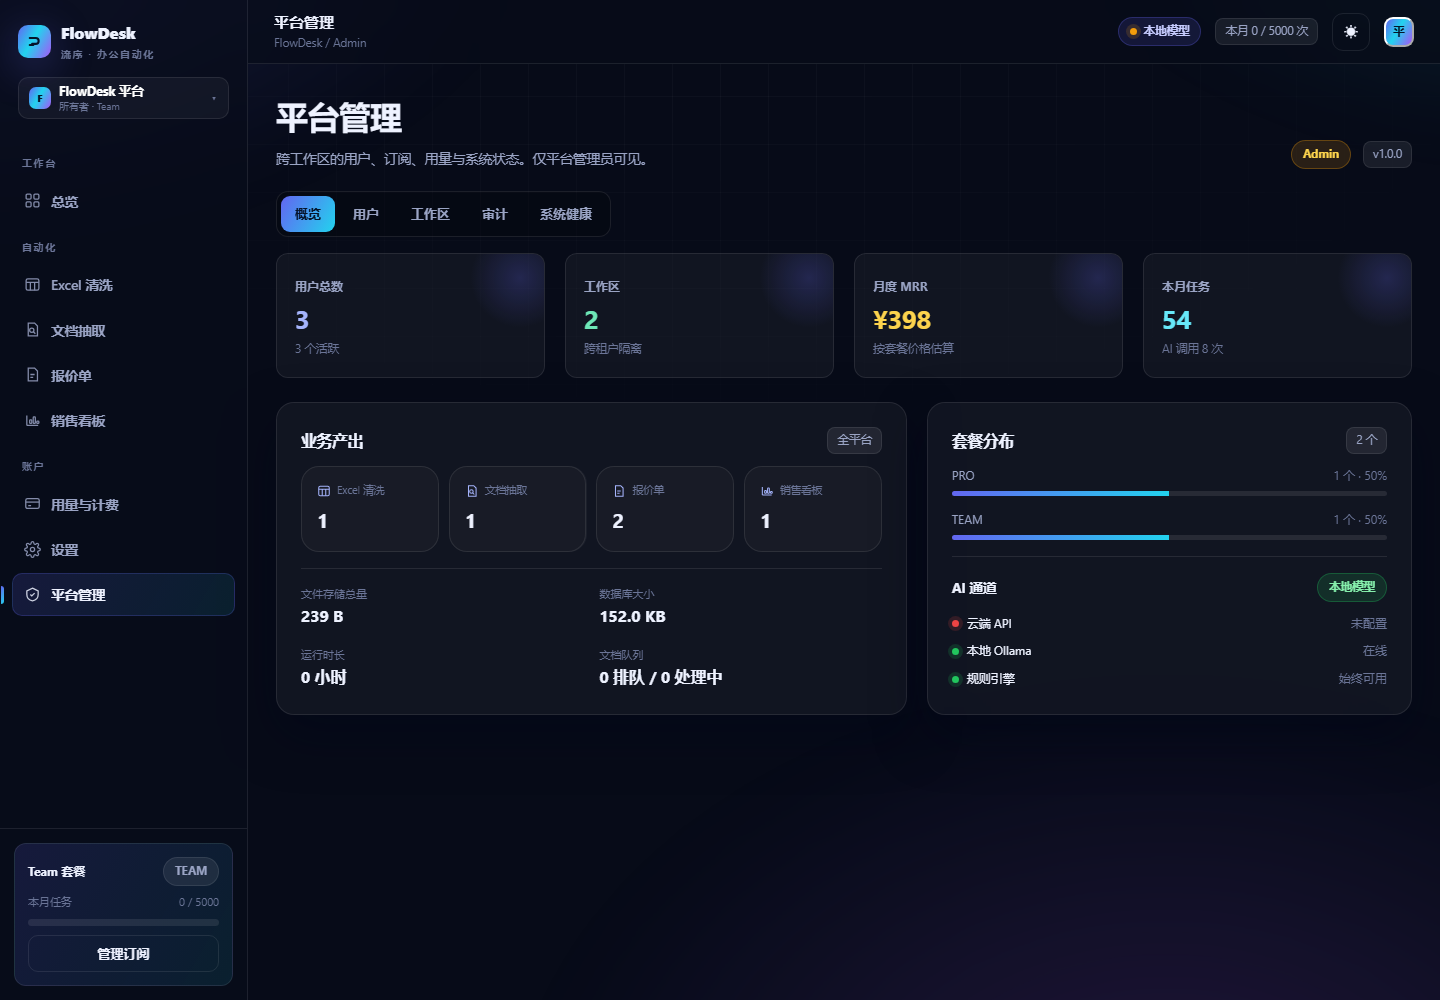 FlowDesk
流序 · 办公自动化
FlowDesk 平台
所有者 · Team
工作台
总览
自动化
Excel 清洗
文档抽取
报价单
销售看板
账户
用量与计费
设置
平台管理
Team 套餐
TEAM
本月任务
0 / 5000
管理订阅
平台管理
FlowDesk / Admin
本地模型
本月 0 / 5000 次
平
平台管理
跨工作区的用户、订阅、用量与系统状态。仅平台管理员可见。
Admin
v1.0.0
概览
用户
工作区
审计
系统健康
用户总数
3
3 个活跃
工作区
2
跨租户隔离
月度 MRR
¥398
按套餐价格估算
本月任务
54
AI 调用 8 次
业务产出
全平台
Excel 清洗
1
文档抽取
1
报价单
2
销售看板
1
文件存储总量
239 B
数据库大小
152.0 KB
运行时长
0 小时
文档队列
0 排队 / 0 处理中
套餐分布
2 个
PRO
1 个 · 50%
TEAM
1 个 · 50%
AI 通道
本地模型
云端 API
未配置
本地 Ollama
在线
规则引擎
始终可用